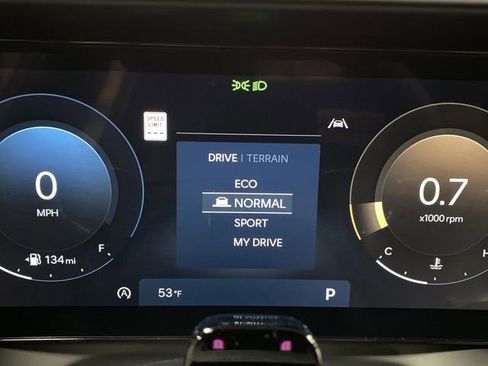 SPEED
LIMIT
DRIVE | TERRAIN
ECO
NORMAL
SPORT
MY DRIVE
0
MPH
0.7
x1000 rpm
F
134 mi
C
H
A
53 °F
P